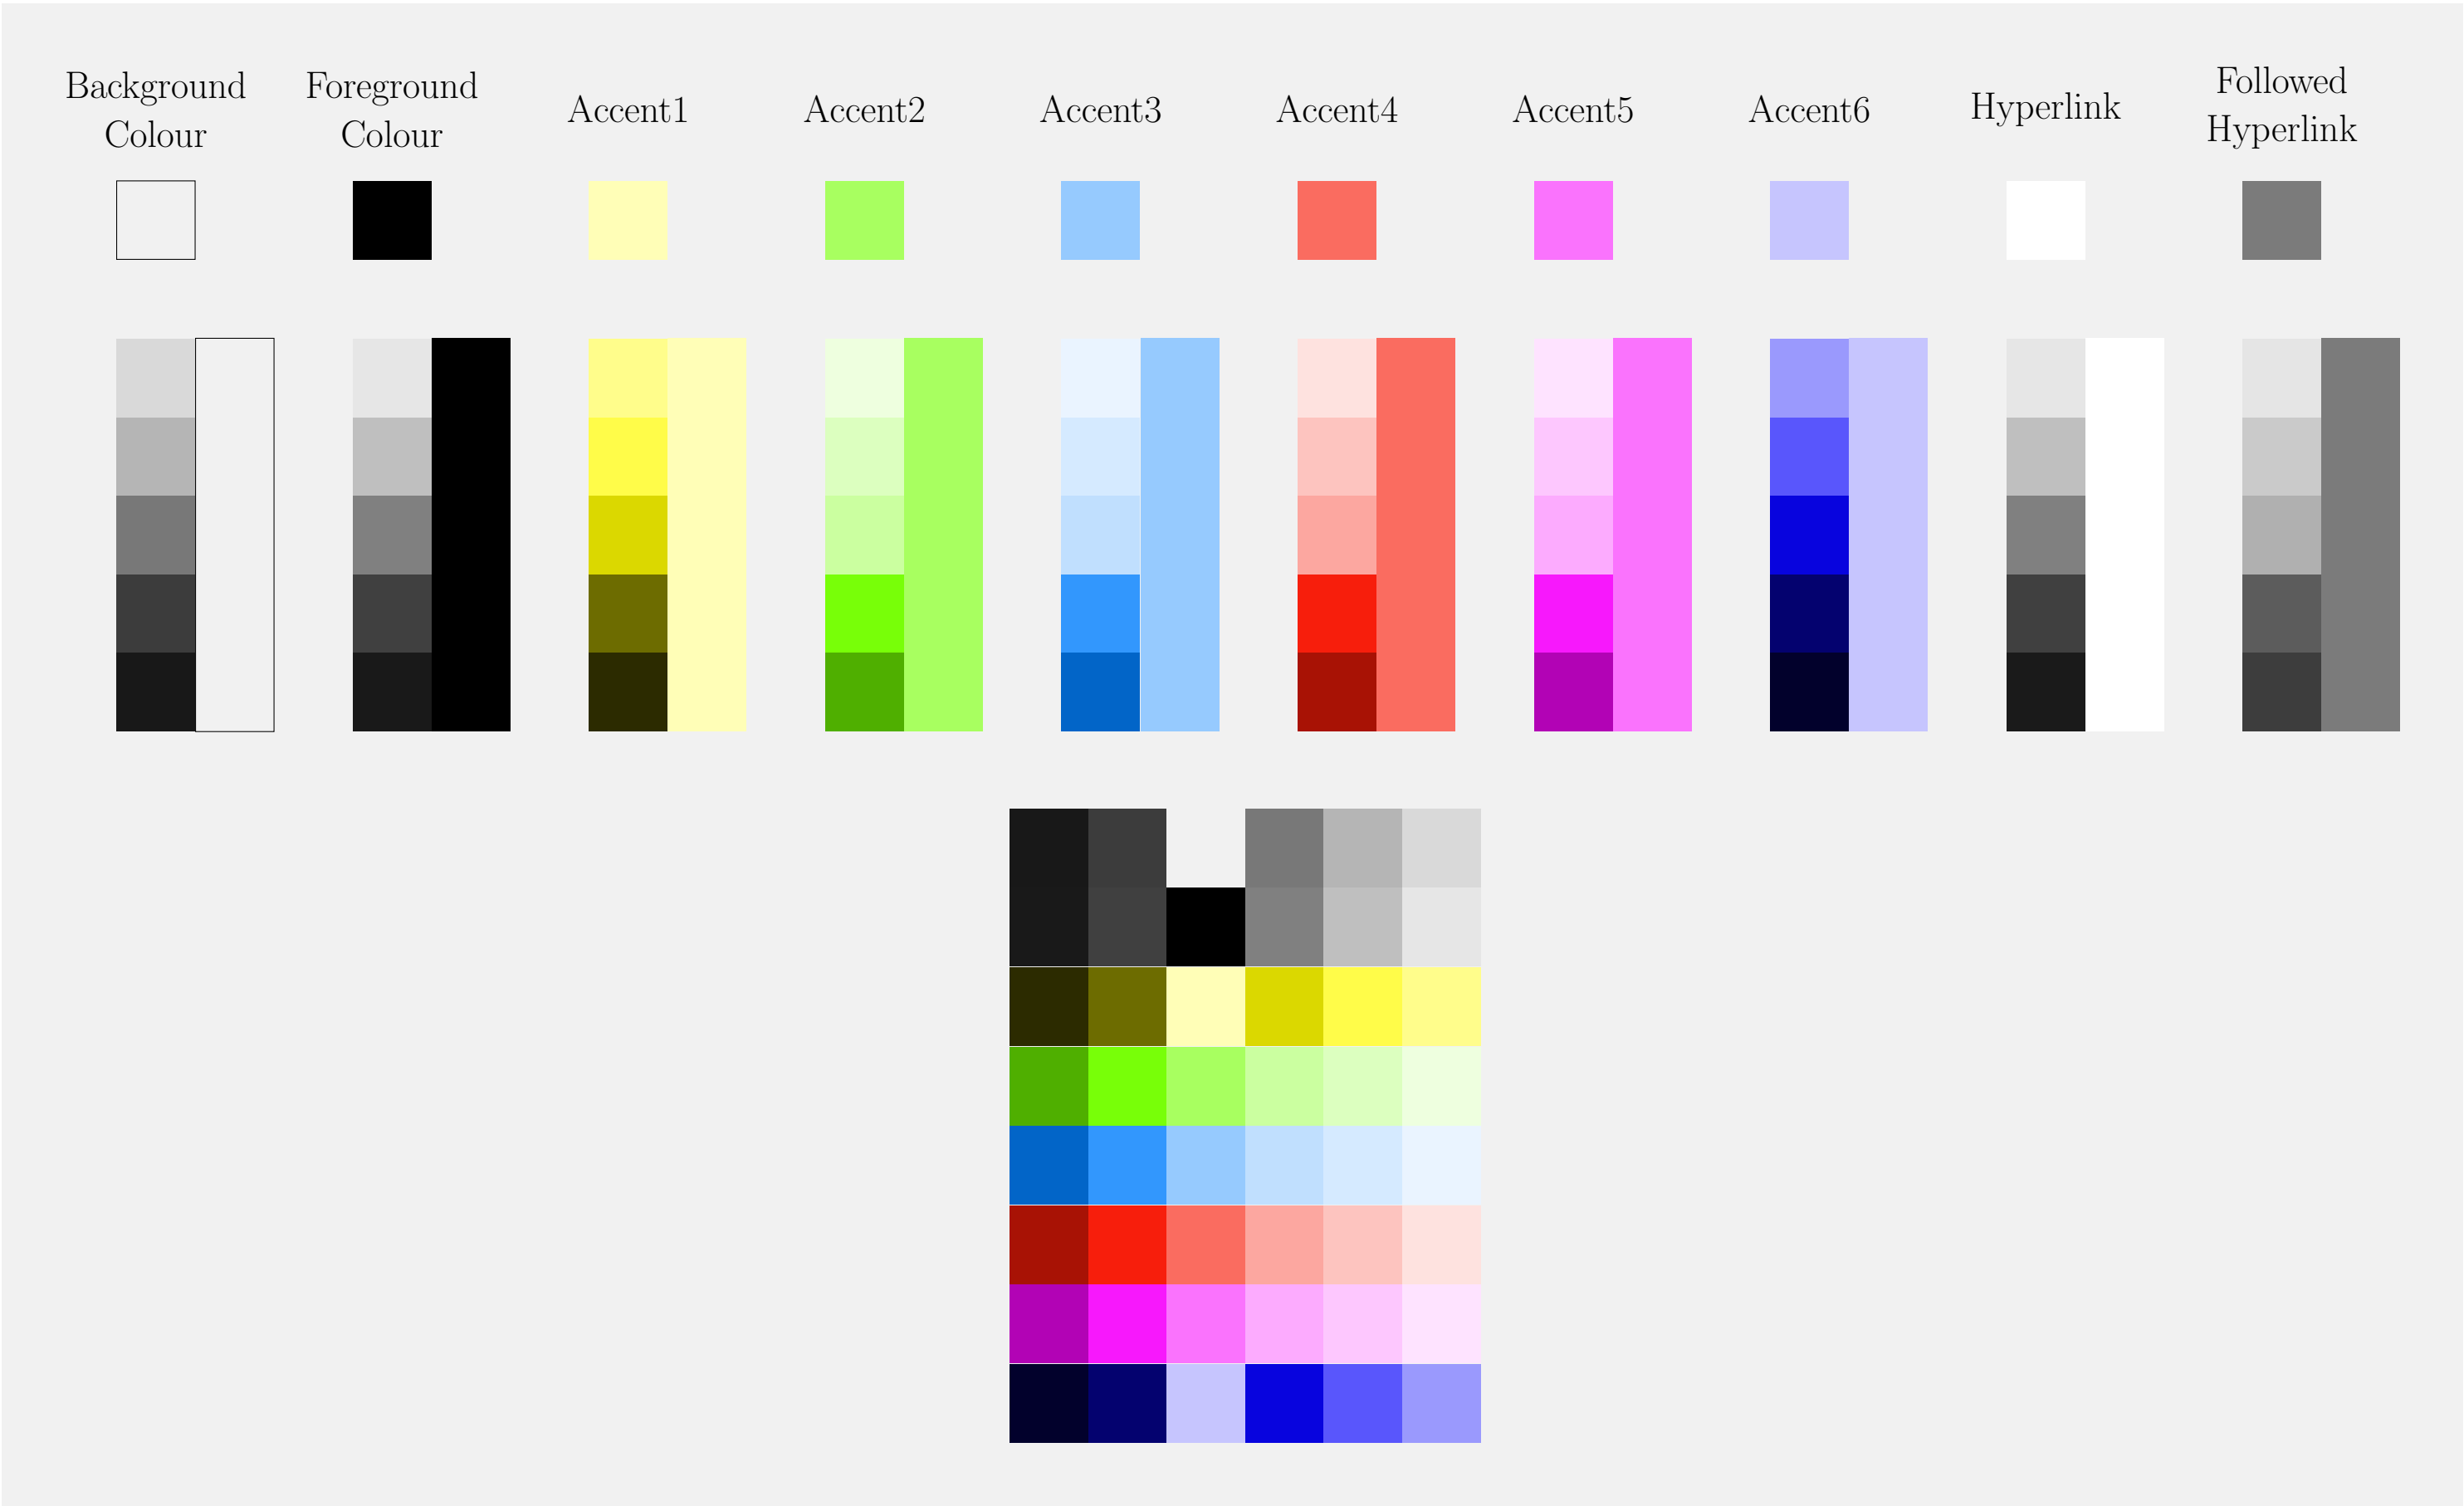 Background
Colour
Foreground
Colour
Accent1
Accent2
Accent3
Accent4
Accent5
Accent6
Hyperlink
Followed
Hyperlink